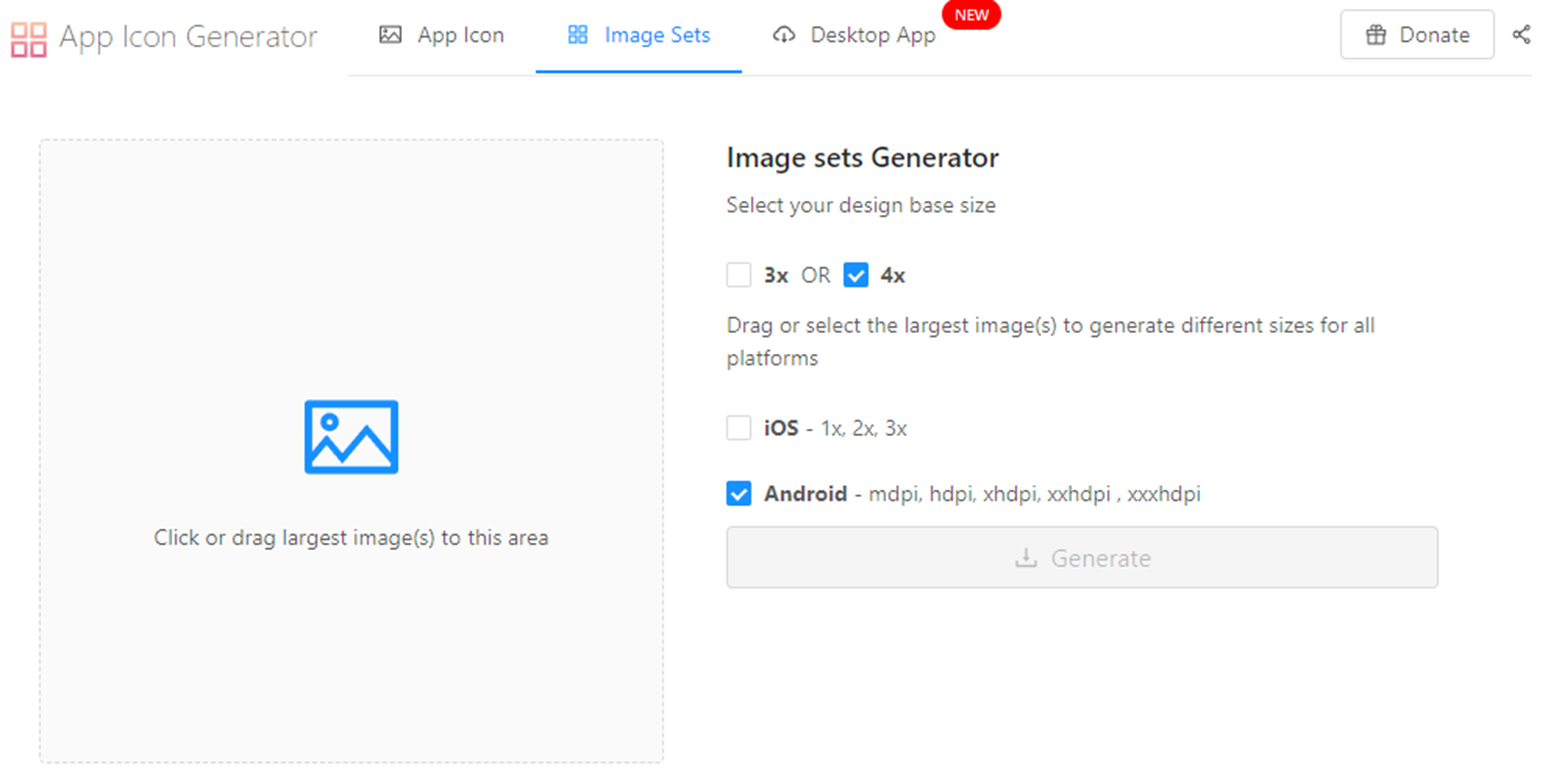 App Icon Generator
App Icon
Image Sets
Desktop App
NEW
Donate
Image sets Generator
Select your design base size
3x OR 4x
Drag or select the largest image(s) to generate different sizes for all
platforms
iOS - 1x, 2x, 3x
Android - mdpi, hdpi, xhdpi, xxhdpi , xxxhdpi
Generate
Click or drag largest image(s) to this area